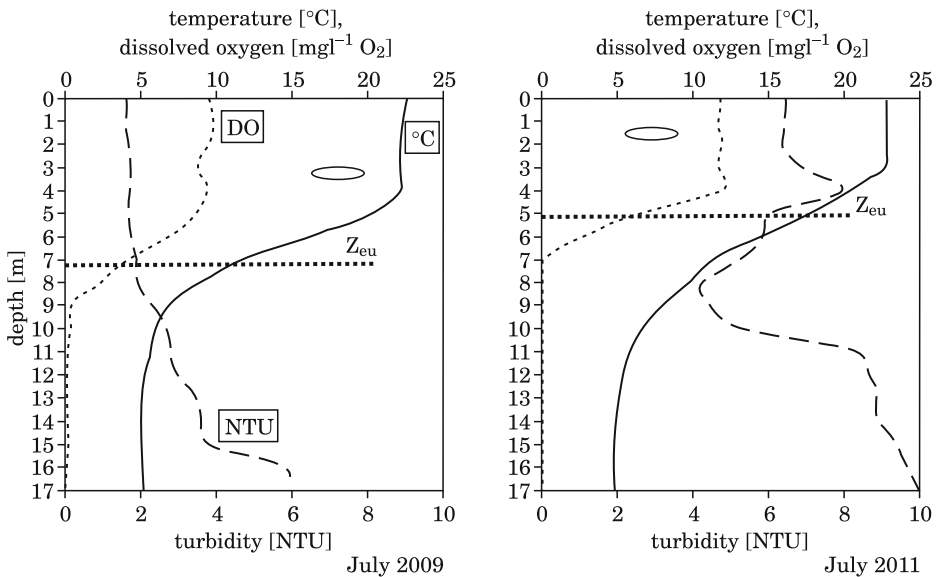 temperature [°C],
dissolved oxygen [mgl⁻¹ O₂]
0 5 10 15 20 25
0
1
2
3
4
5
6
7
8
9
10
11
12
13
14
15
16
17
depth [m]
DO
°C
Zeu
NTU
0 2 4 6 8 10
turbidity [NTU]
July 2009
temperature [°C],
dissolved oxygen [mgl⁻¹ O₂]
0 5 10 15 20 25
0
1
2
3
4
5
6
7
8
9
10
11
12
13
14
15
16
17
Zeu
0 2 4 6 8 10
turbidity [NTU]
July 2011